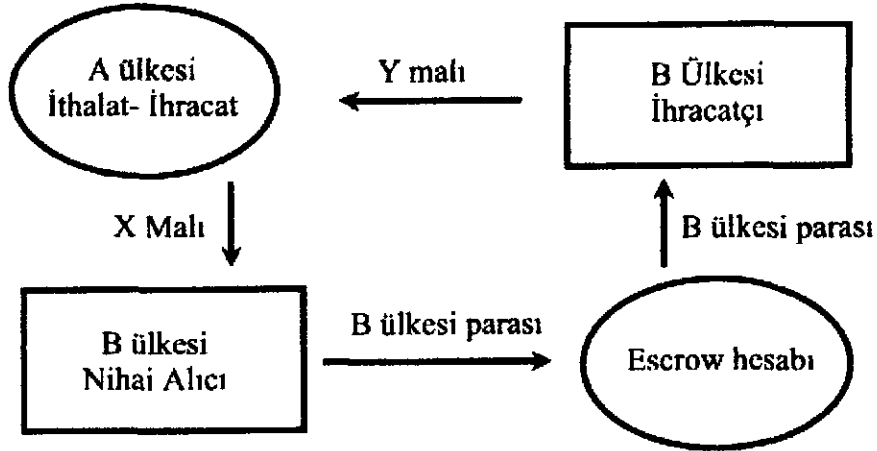 A ülkesi
İthalat- İhracat
Y malı
B Ülkesi
İhracatçı
X Malı
B ülkesi parası
B ülkesi
Nihai Alıcı
B ülkesi parası
Escrow hesabı